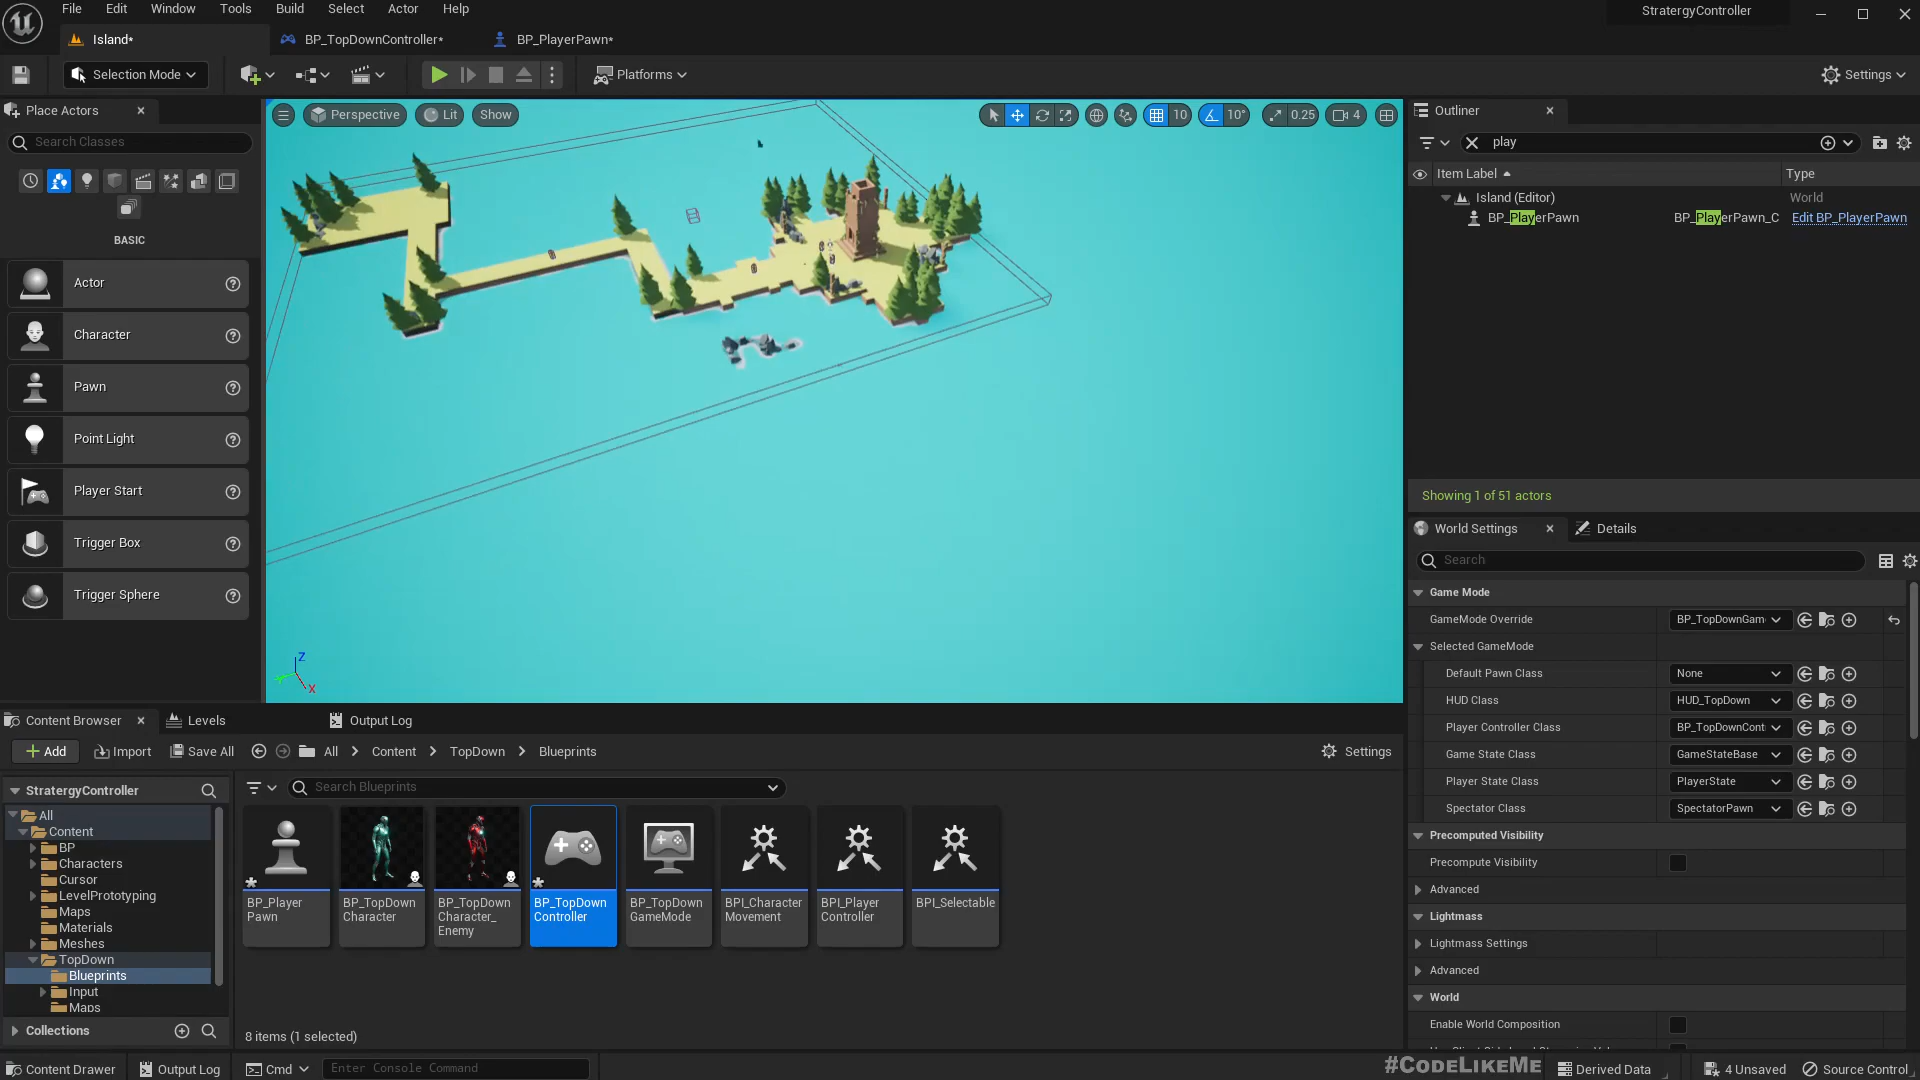 File Edit Window Tools Build Select Actor Help
StratergyController
Island*
BP_TopDownController*
BP_PlayerPawn*
Selection Mode
Platforms
Settings
Place Actors
Search Classes
BASIC
Actor
Character
Pawn
Point Light
Player Start
Trigger Box
Trigger Sphere
Perspective
Lit
Show
10
10°
0.25
4
Z
X
Outliner
play
Item Label
Type
Island (Editor)
World
BP_PlayerPawn
BP_PlayerPawn_C
Edit BP_PlayerPawn
Showing 1 of 51 actors
World Settings
Details
Search
Game Mode
GameMode Override
BP_TopDownGam
Selected GameMode
Default Pawn Class
None
HUD Class
HUD_TopDown
Player Controller Class
BP_TopDownCont
Game State Class
GameStateBase
Player State Class
PlayerState
Spectator Class
SpectatorPawn
Precomputed Visibility
Precompute Visibility
Advanced
Lightmass
Lightmass Settings
Advanced
World
Enable World Composition
Content Browser
Levels
Output Log
Add
Import
Save All
All
Content
TopDown
Blueprints
Settings
StratergyController
All
Content
BP
Characters
Cursor
LevelPrototyping
Maps
Materials
Meshes
TopDown
Blueprints
Input
Maps
Collections
Search Blueprints
BP_Player
Pawn
BP_TopDown
Character
BP_TopDown
Character_
Enemy
BP_TopDown
Controller
BP_TopDown
GameMode
BPI_Character
Movement
BPI_Player
Controller
BPI_Selectable
8 items (1 selected)
Content Drawer
Output Log
Cmd
Enter Console Command
#CODELIKEME
Derived Data
4 Unsaved
Source Control